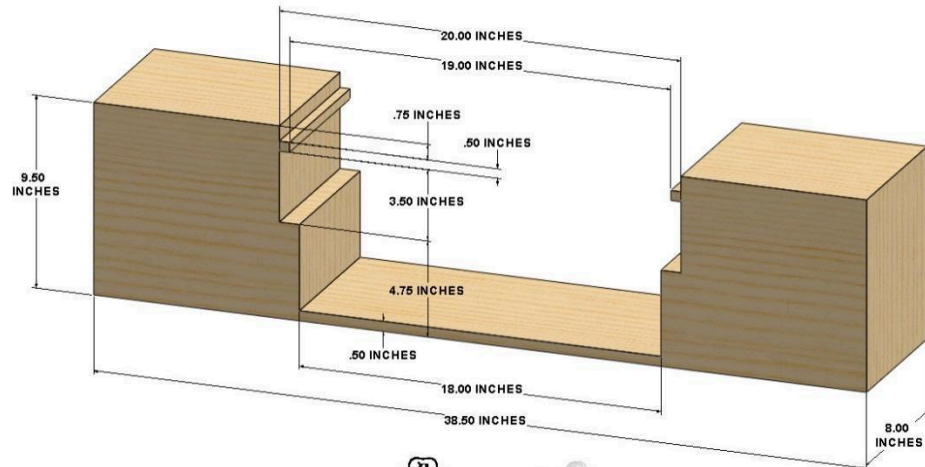 20.00 INCHES
19.00 INCHES
.75 INCHES
.50 INCHES
9.50
INCHES
3.50 INCHES
4.75 INCHES
.50 INCHES
18.00 INCHES
38.50 INCHES
8.00
INCHES